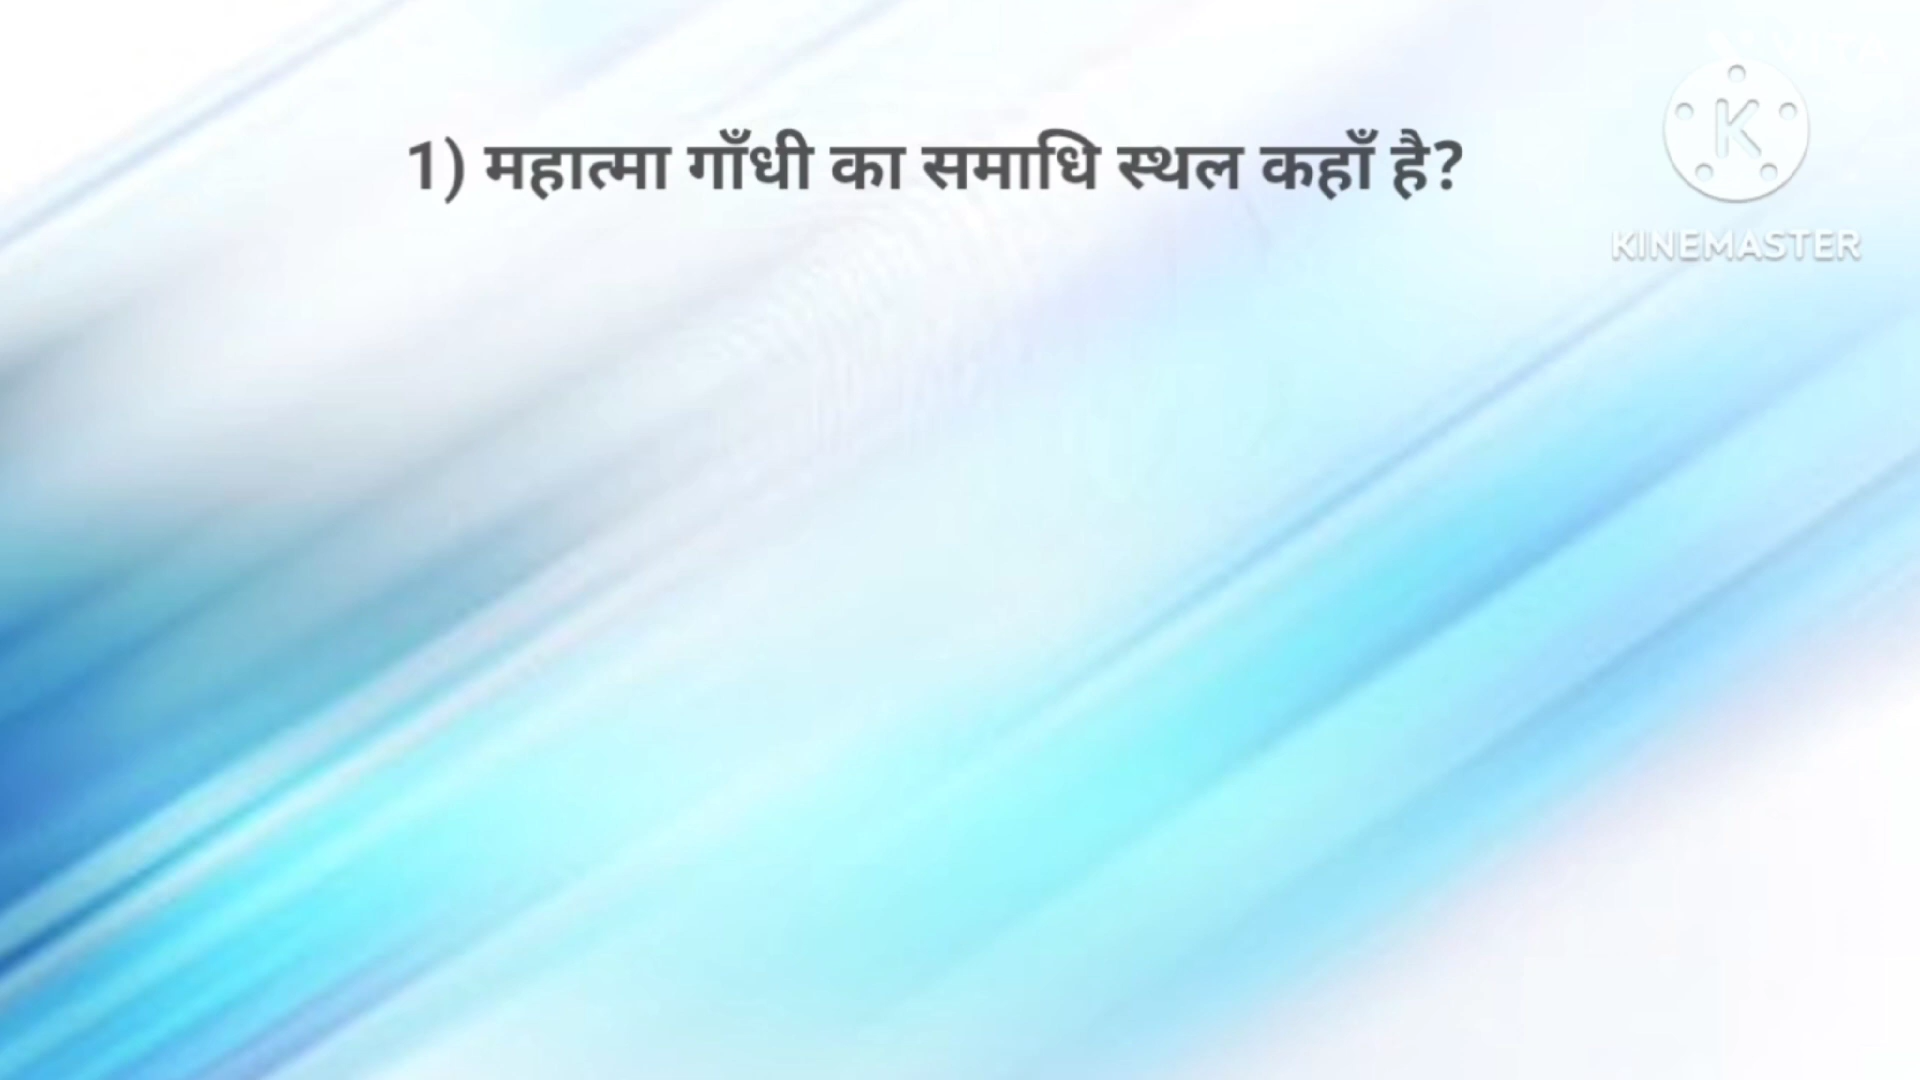 1) महात्मा गाँधी का समाधि स्थल कहाँ है?
K
KINEMASTER